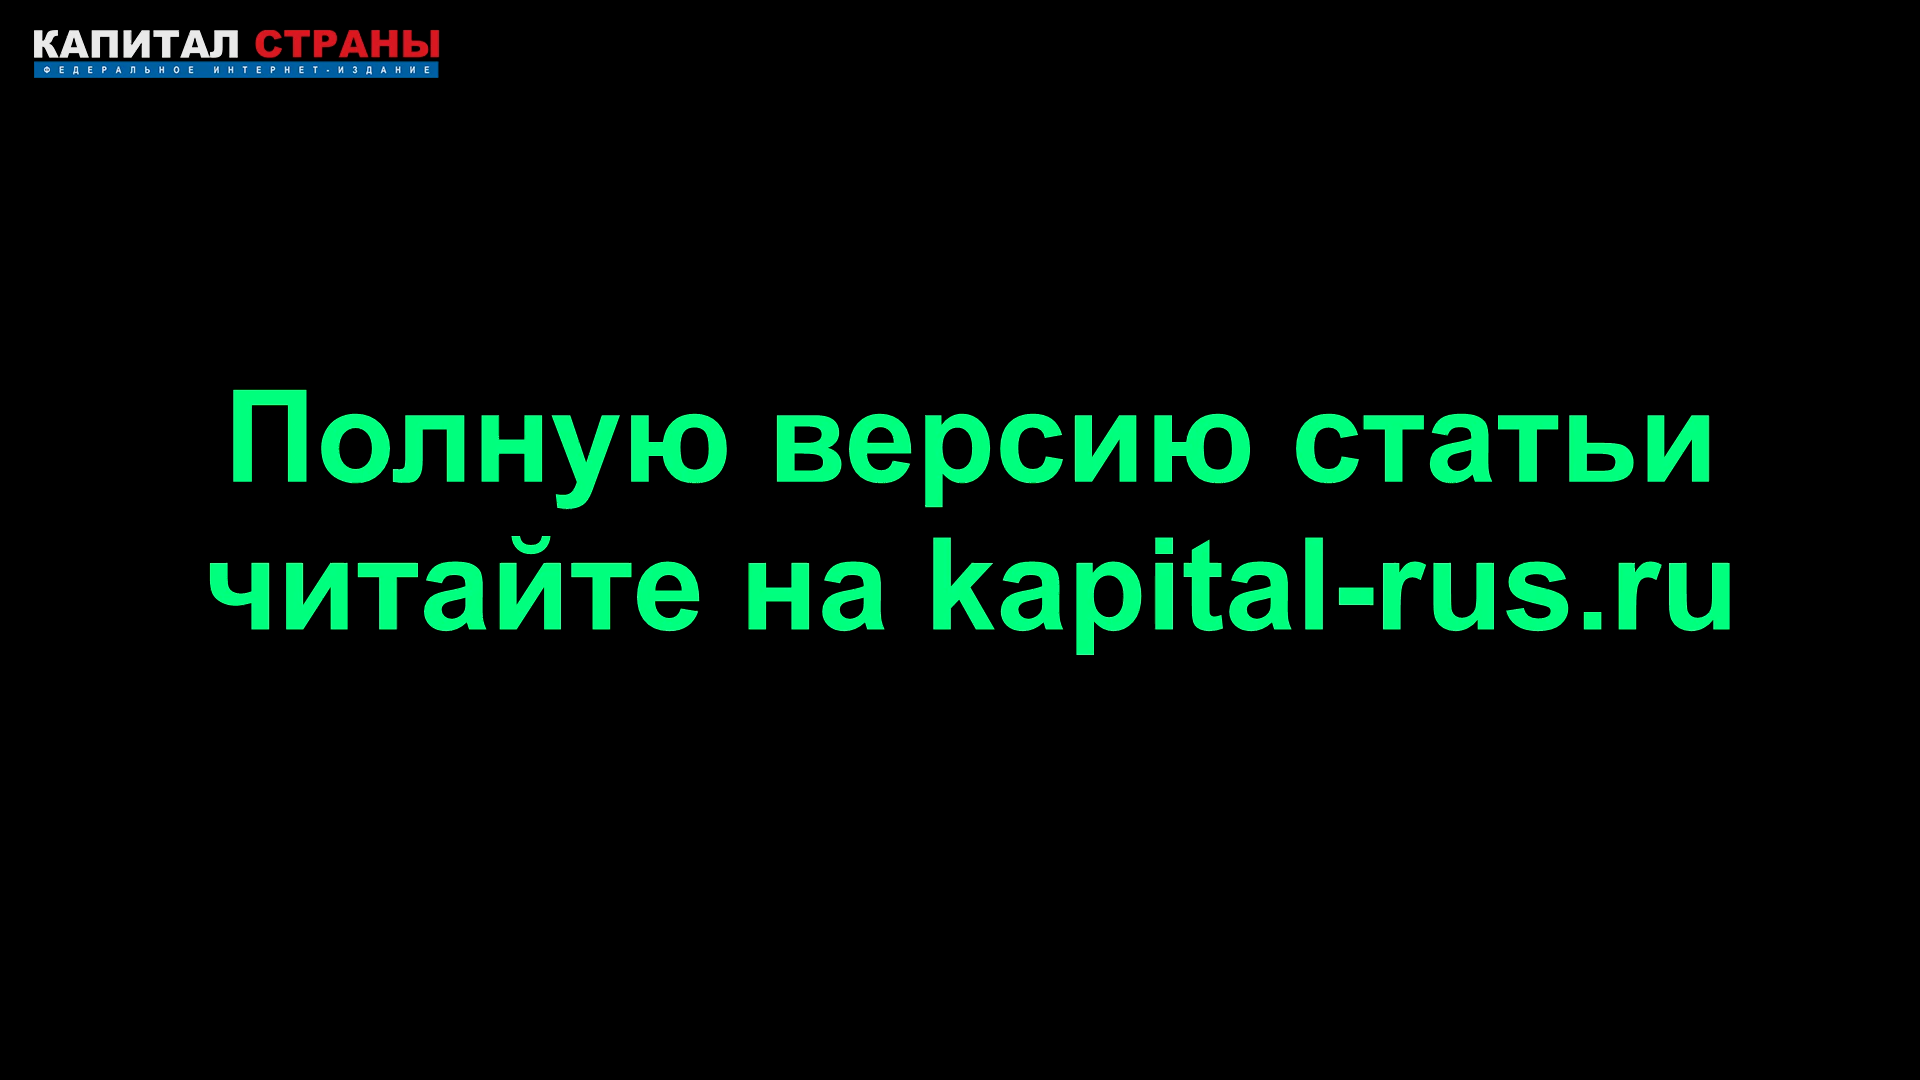 КАПИТАЛ СТРАНЫ
ФЕДЕРАЛЬНОЕ ИНТЕРНЕТ-ИЗДАНИЕ
Полную версию статьи
читайте на kapital-rus.ru